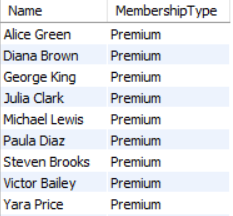 Name MembershipType
Alice Green Premium
Diana Brown Premium
George King Premium
Julia Clark Premium
Michael Lewis Premium
Paula Diaz Premium
Steven Brooks Premium
Victor Bailey Premium
Yara Price Premium